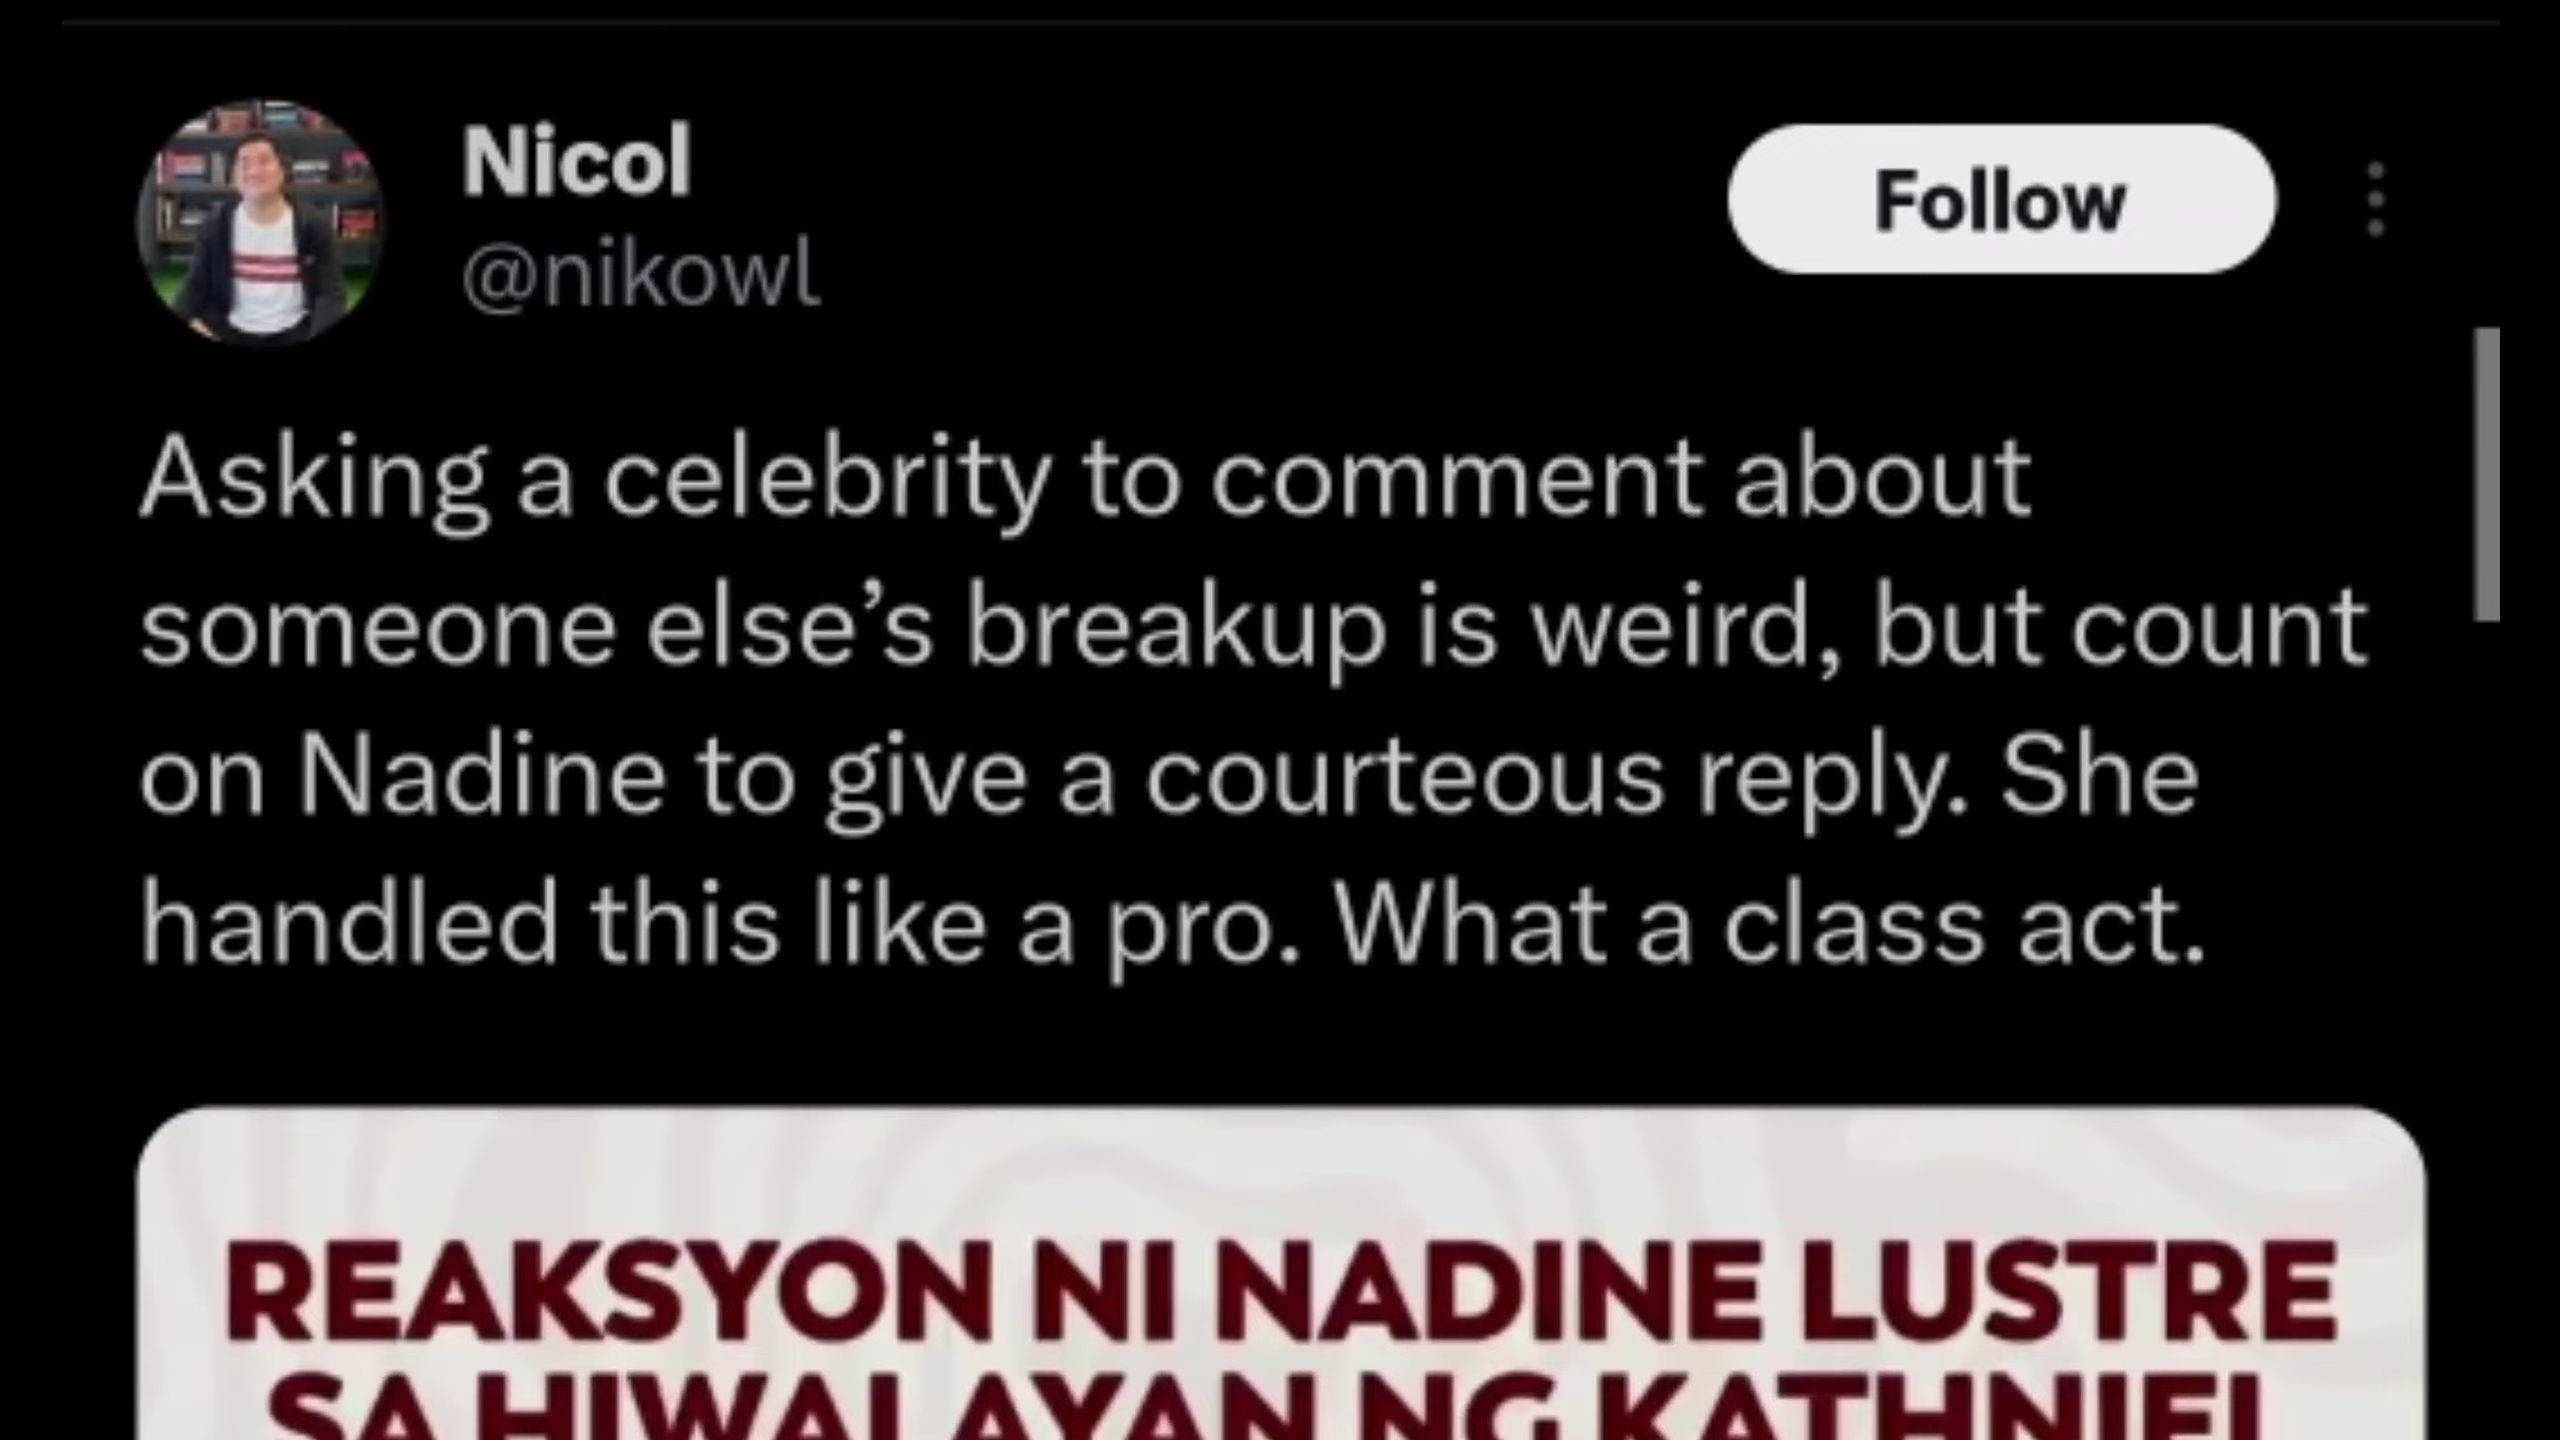 Nicol
@nikowl
Follow
Asking a celebrity to comment about
someone else’s breakup is weird, but count
on Nadine to give a courteous reply. She
handled this like a pro. What a class act.
REAKSYON NI NADINE LUSTRE
SA HIWALAYAN NG KATHNIEL